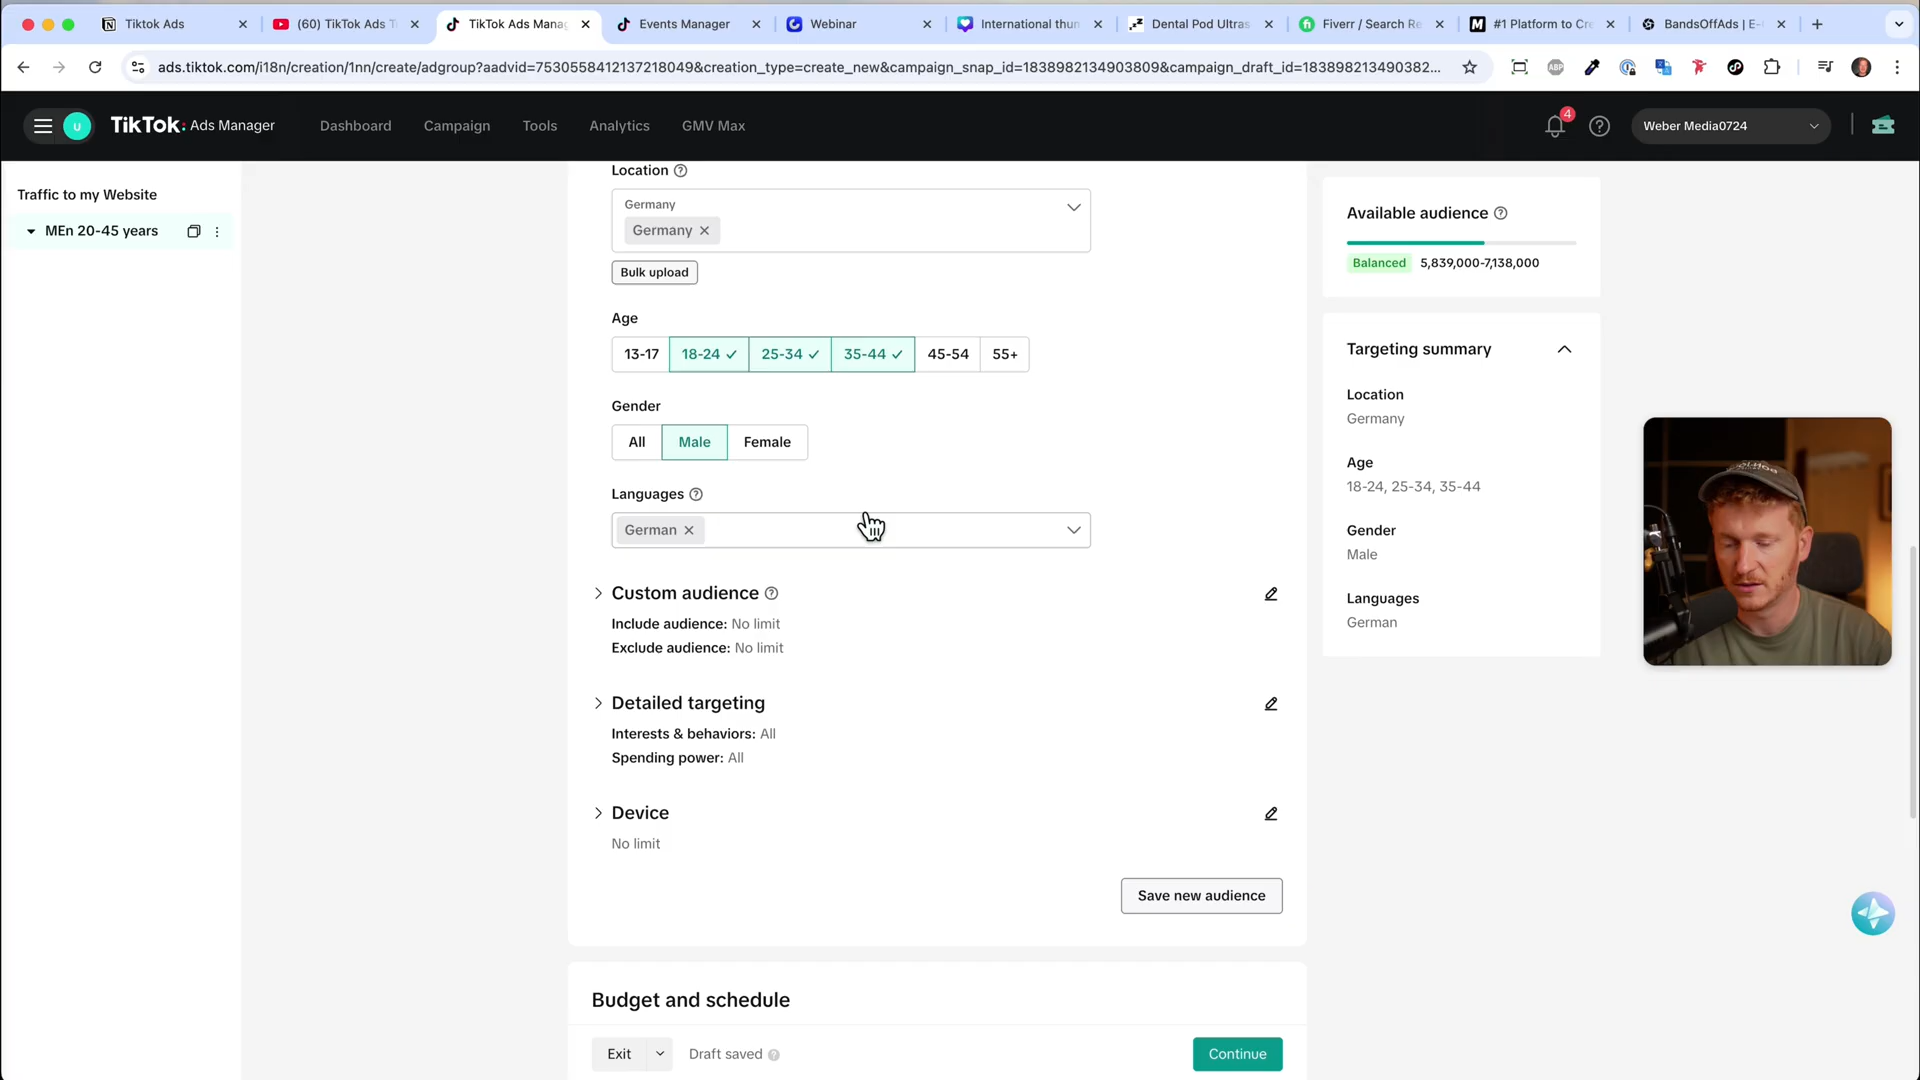 Tiktok Ads
(60) TikTok Ads T
TikTok Ads Mana
Events Manager
Webinar
International thun
Dental Pod Ultras
Fiverr / Search Re
#1 Platform to Cre
BandsOffAds | E-
ads.tiktok.com/i18n/creation/1nn/create/adgroup?aadvid=7530558412137218049&creation_type=create_new&campaign_snap_id=1838982134903809&campaign_draft_id=183898213490382...
ABP
U
TikTok: Ads Manager
Dashboard
Campaign
Tools
Analytics
GMV Max
4
Weber Media0724
Traffic to my Website
MEn 20-45 years
Location
Germany
Germany
Bulk upload
Age
13-17
18-24
25-34
35-44
45-54
55+
Gender
All
Male
Female
Languages
German
Custom audience
Include audience: No limit
Exclude audience: No limit
Detailed targeting
Interests & behaviors: All
Spending power: All
Device
No limit
Save new audience
Budget and schedule
Exit
Draft saved
Continue
Available audience
Balanced 5,839,000-7,138,000
Targeting summary
Location
Germany
Age
18-24, 25-34, 35-44
Gender
Male
Languages
German